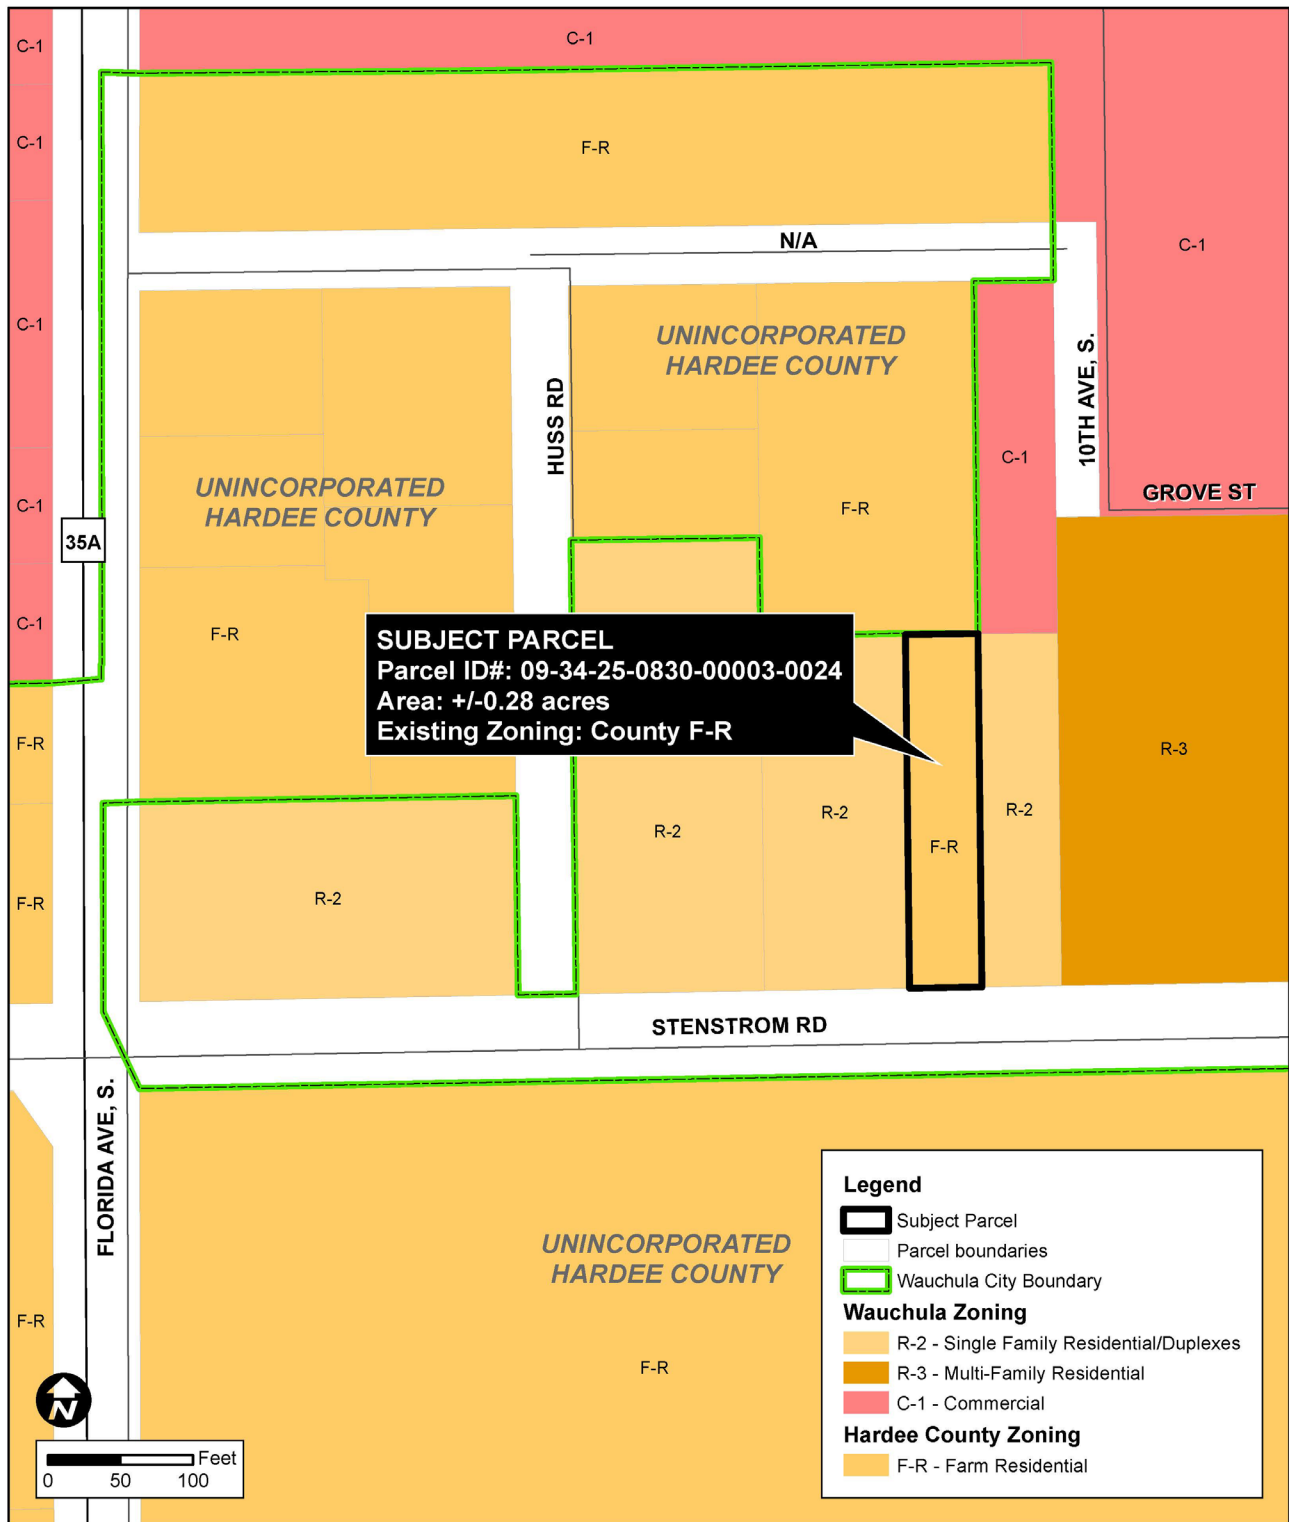 C-1
C-1
C-1
F-R
N/A
C-1
C-1
UNINCORPORATED
HARDEE COUNTY
10TH AVE, S.
HUSS RD
C-1
UNINCORPORATED
HARDEE COUNTY
GROVE ST
C-1
F-R
35A
C-1
F-R
SUBJECT PARCEL
Parcel ID#: 09-34-25-0830-00003-0024
Area: +/-0.28 acres
Existing Zoning: County F-R
F-R
R-3
R-2
R-2
R-2
F-R
R-2
F-R
STENSTROM RD
FLORIDA AVE, S.
UNINCORPORATED
HARDEE COUNTY
F-R
F-R
N
Feet
0 50 100
Legend
Subject Parcel
Parcel boundaries
Wauchula City Boundary
Wauchula Zoning
R-2 - Single Family Residential/Duplexes
R-3 - Multi-Family Residential
C-1 - Commercial
Hardee County Zoning
F-R - Farm Residential